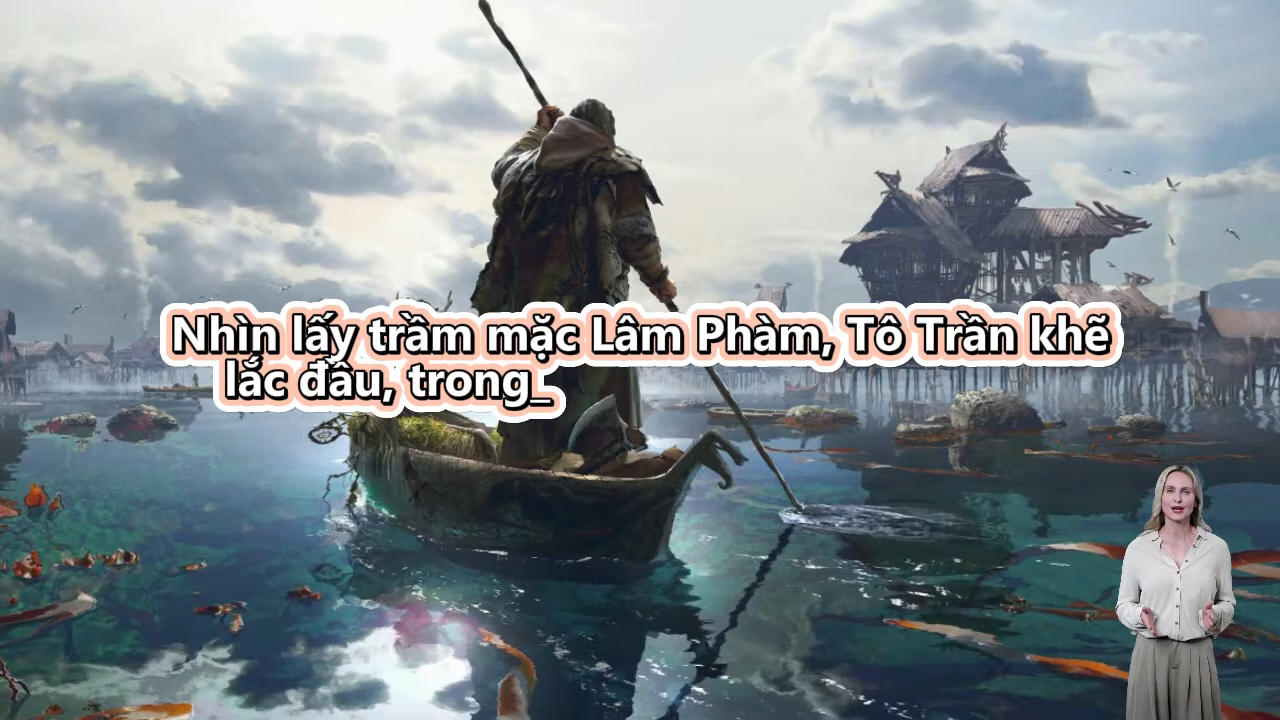 Nhìn lấy trầm mặc Lâm Phàm, Tô Trần khẽ
lắc đầu, trong_